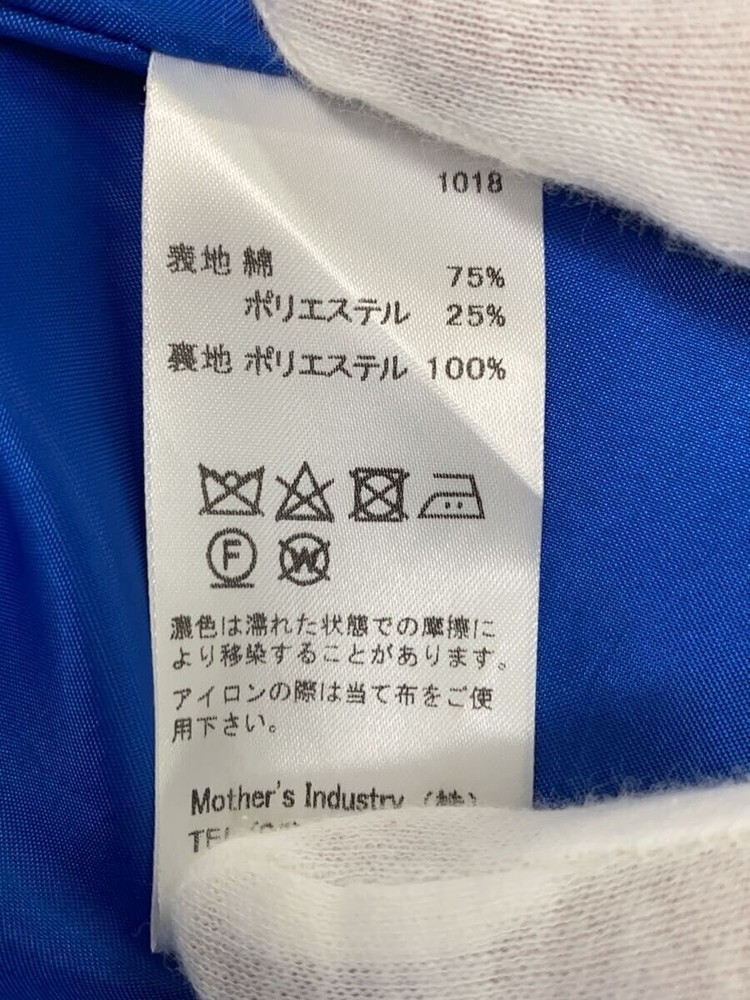 1018
表地 綿 75%
ポリエステル 25%
裏地 ポリエステル 100%
F W
濃色は濡れた状態での摩擦に
より移染することがあります。
アイロンの際は当て布をご使
用下さい。
Mother's Industry (株)
TEL